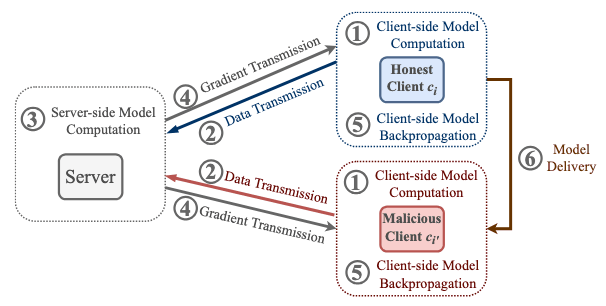 ① Client-side Model
Computation
Honest
Client cᵢ
⑤ Client-side Model
Backpropagation
④ Gradient Transmission
② Data Transmission
③ Server-side Model
Computation
Server
② Data Transmission
④ Gradient Transmission
① Client-side Model
Computation
Malicious
Client cᵢ′
⑤ Client-side Model
Backpropagation
⑥ Model
Delivery